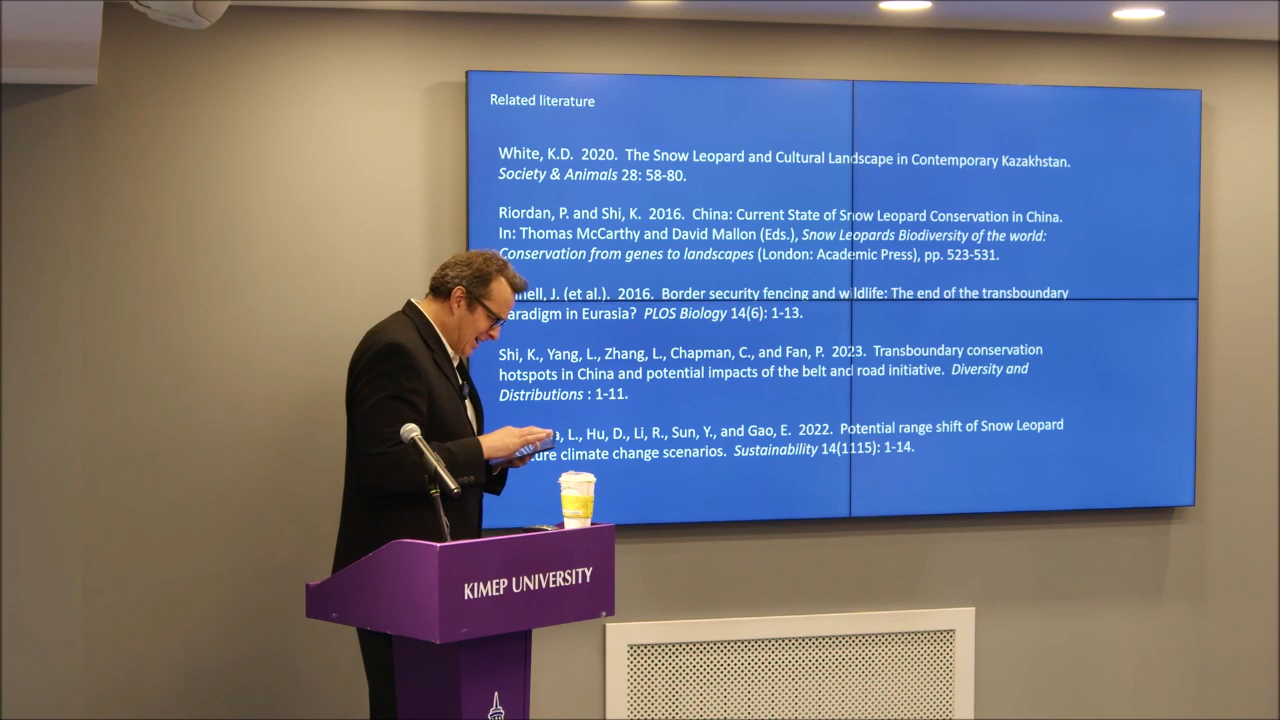 Related literature
White, K.D. 2020. The Snow Leopard and Cultural Landscape in Contemporary Kazakhstan.
Society & Animals 28: 58-80.
Riordan, P. and Shi, K. 2016. China: Current State of Snow Leopard Conservation in China.
In: Thomas McCarthy and David Mallon (Eds.), Snow Leopards Biodiversity of the world:
Conservation from genes to landscapes (London: Academic Press), pp. 523-531.
J. (et al.). 2016. Border security fencing and wildlife: The end of the transboundary
aradigm in Eurasia? PLOS Biology 14(6): 1-13.
Shi, K., Yang, L., Zhang, L., Chapman, C., and Fan, P. 2023. Transboundary conservation
hotspots in China and potential impacts of the belt and road initiative. Diversity and
Distributions : 1-11.
L., Hu, D., Li, R., Sun, Y., and Gao, E. 2022. Potential range shift of Snow Leopard
climate change scenarios. Sustainability 14(1115): 1-14.
KIMEP UNIVERSITY